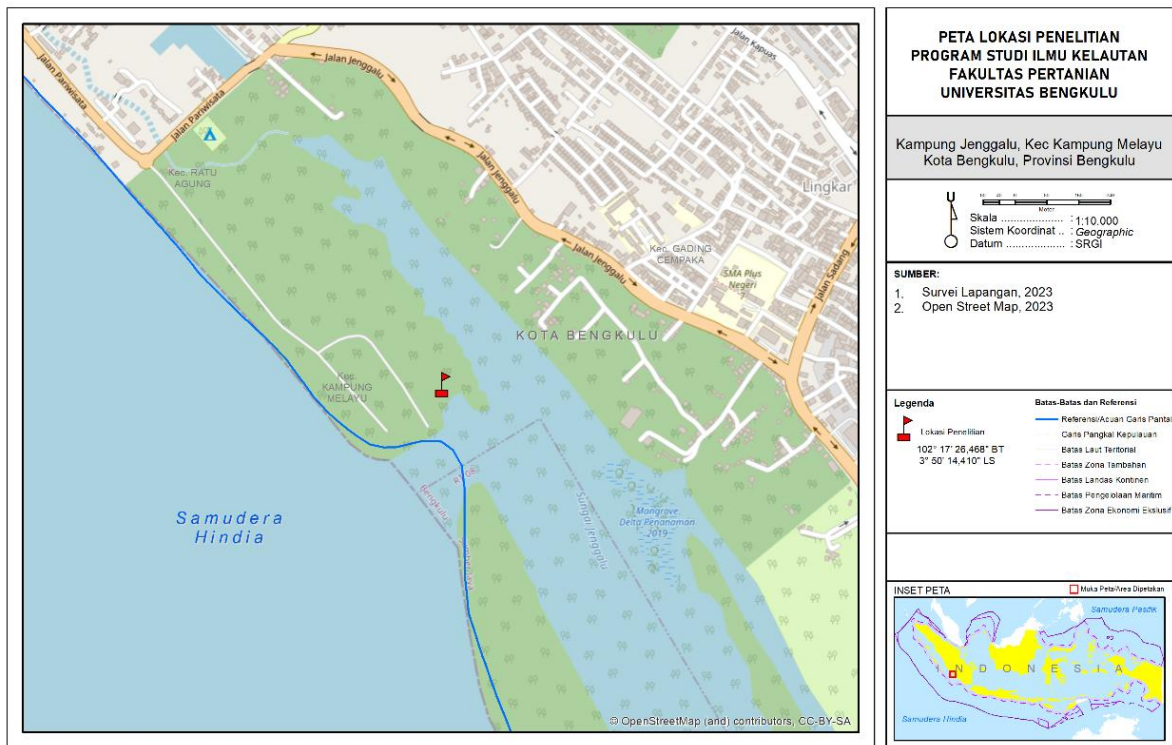 Jalan Pariwisata
Jalan Pariwisata
Jalan Jenggalu
Jalan Kapuas
Jalan Jenggalu
Kec. RATU
AGUNG
Lingkar
Kec. GADING
CEMPAKA
Jalan Jenggalu
SMA Plus
Negeri
7
Jalan Sadang
KOTA BENGKULU
Kec.
KAMPUNG
MELAYU
Samudera
Hindia
Bengkulu
RT 04
Sumber Jaya
Sungai Jenggalu
Mangrove
Delta Penanaman
2019
© OpenStreetMap (and) contributors, CC-BY-SA
PETA LOKASI PENELITIAN
PROGRAM STUDI ILMU KELAUTAN
FAKULTAS PERTANIAN
UNIVERSITAS BENGKULU
Kampung Jenggalu, Kec Kampung Melayu
Kota Bengkulu, Provinsi Bengkulu
U
Meter
Skala .................. : 1:10.000
Sistem Koordinat .. : Geographic
Datum .................. : SRGI
SUMBER:
1. Survei Lapangan, 2023
2. Open Street Map, 2023
Legenda
Lokasi Penelitian
102° 17' 26,468" BT
3° 50' 14,410" LS
Batas-Batas dan Referensi
Referensi/Acuan Garis Pantai
Garis Pangkal Kepulauan
Batas Laut Teritorial
Batas Zona Tambahan
Batas Landas Kontinen
Batas Pengelolaan Maritim
Batas Zona Ekonomi Ekslusif
INSET PETA
Muka Peta/Area Dipetakan
Samudera Pasifik
INDONESIA
Samudera Hindia